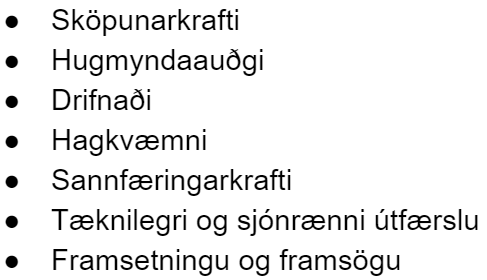 ● Sköpunarkrafti
● Hugmyndaauðgi
● Drifnaði
● Hagkvæmni
● Sannfæringarkrafti
● Tæknilegri og sjónrænni útfærslu
● Framsetningu og framsögu